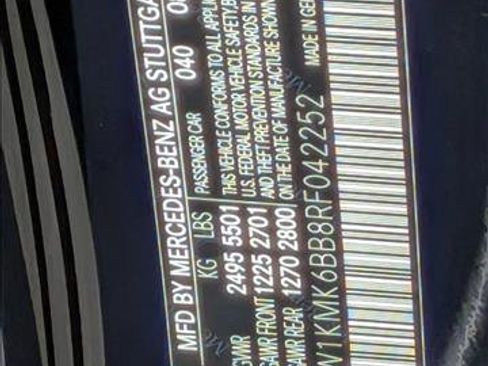 MFD BY MERCEDES-BENZ AG STUTTGA
040
KG LBS PASSENGER CAR
GVWR 2495 5501 THIS VEHICLE CONFORMS TO ALL APPLI
GAWR FRONT 1225 2701 U.S. FEDERAL MOTOR VEHICLE SAFETY, B
AND THEFT PREVENTION STANDARDS IN
GAWR REAR 1270 2800 ON THE DATE OF MANUFACTURE SHOWN
MADE IN GE
W1KMK6BB8RF042252